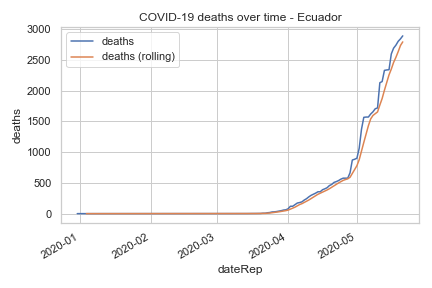 COVID-19 deaths over time - Ecuador
deaths
deaths (rolling)
3000
2500
2000
1500
1000
500
0
deaths
2020-01
2020-02
2020-03
2020-04
2020-05
dateRep